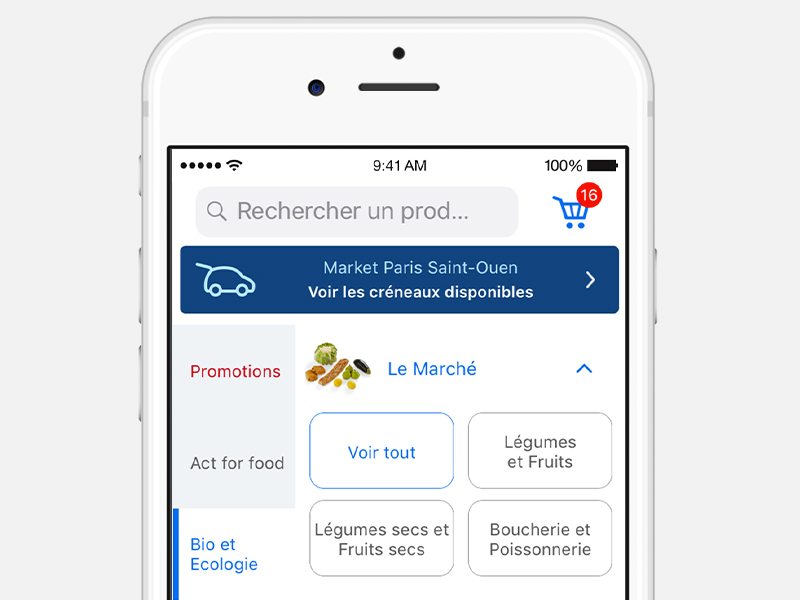 9:41 AM
100%
Rechercher un prod...
16
Market Paris Saint-Ouen
Voir les créneaux disponibles
Promotions
Act for food
Bio et
Ecologie
Le Marché
Voir tout
Légumes
et Fruits
Légumes secs et
Fruits secs
Boucherie et
Poissonnerie